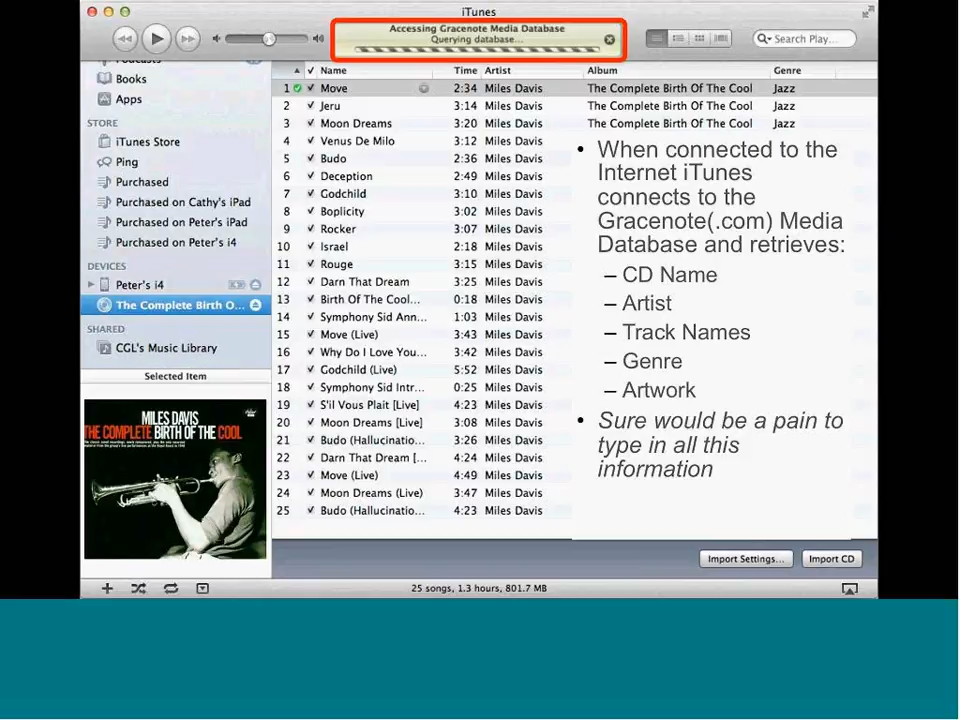 iTunes
Accessing Gracenote Media Database
Querying database...
Search Play...
Podcasts
Books
Apps
STORE
iTunes Store
Ping
Purchased
Purchased on Cathy's iPad
Purchased on Peter's iPad
Purchased on Peter's i4
DEVICES
Peter's i4
The Complete Birth O...
SHARED
CGL's Music Library
Selected Item
MILES DAVIS
THE COMPLETE BIRTH OF THE COOL
Name Time Artist Album Genre
1 Move 2:34 Miles Davis The Complete Birth Of The Cool Jazz
2 Jeru 3:14 Miles Davis The Complete Birth Of The Cool Jazz
3 Moon Dreams 3:20 Miles Davis The Complete Birth Of The Cool Jazz
4 Venus De Milo 3:12 Miles Davis
5 Budo 2:36 Miles Davis
6 Deception 2:49 Miles Davis
7 Godchild 3:10 Miles Davis
8 Boplicity 3:02 Miles Davis
9 Rocker 3:07 Miles Davis
10 Israel 2:18 Miles Davis
11 Rouge 3:15 Miles Davis
12 Darn That Dream 3:25 Miles Davis
13 Birth Of The Cool... 0:18 Miles Davis
14 Symphony Sid Ann... 1:03 Miles Davis
15 Move (Live) 3:43 Miles Davis
16 Why Do I Love You... 3:42 Miles Davis
17 Godchild (Live) 5:52 Miles Davis
18 Symphony Sid Intr... 0:25 Miles Davis
19 S'il Vous Plait [Live] 4:23 Miles Davis
20 Moon Dreams [Live] 3:08 Miles Davis
21 Budo (Hallucinatio... 3:26 Miles Davis
22 Darn That Dream [... 4:24 Miles Davis
23 Move (Live) 4:49 Miles Davis
24 Moon Dreams (Live) 3:47 Miles Davis
25 Budo (Hallucinatio... 4:23 Miles Davis
• When connected to the
Internet iTunes
connects to the
Gracenote(.com) Media
Database and retrieves:
– CD Name
– Artist
– Track Names
– Genre
– Artwork
• Sure would be a pain to
type in all this
information
Import Settings... Import CD
25 songs, 1.3 hours, 801.7 MB